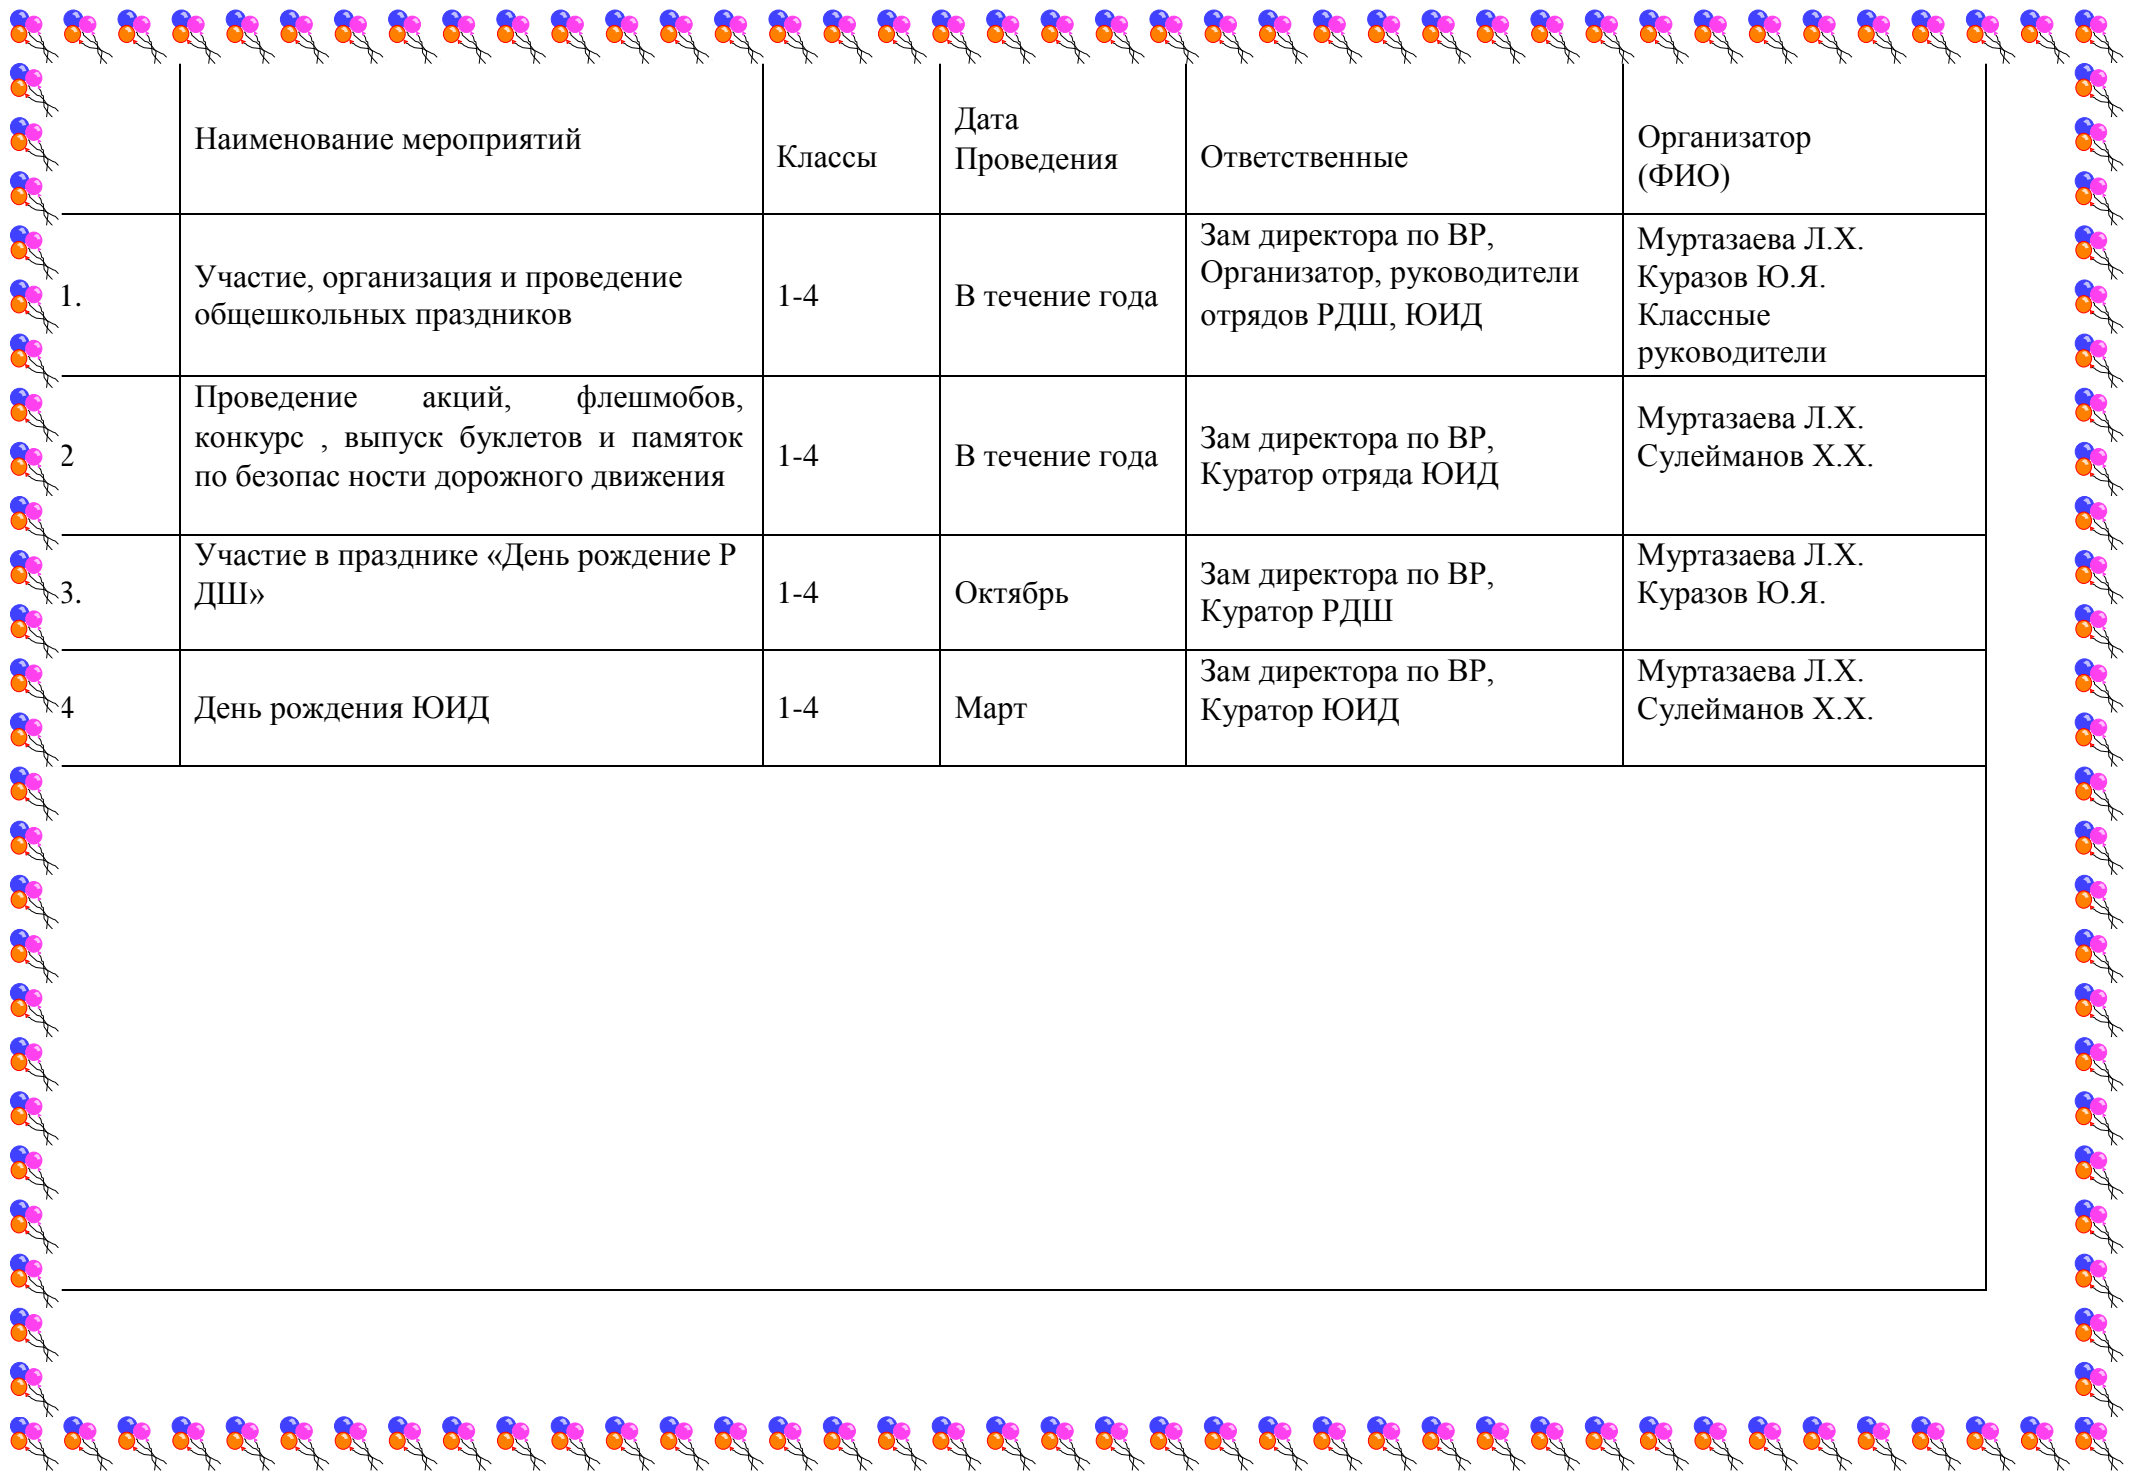 Наименование мероприятий
Классы
Дата
Проведения
Ответственные
Организатор
(ФИО)
1.
Участие, организация и проведение
общешкольных праздников
1-4
В течение года
Зам директора по ВР,
Организатор, руководители
отрядов РДШ, ЮИД
Муртазаева Л.Х.
Куразов Ю.Я.
Классные
руководители
2
Проведение акций, флешмобов,
конкурс , выпуск буклетов и памяток
по безопас ности дорожного движения
1-4
В течение года
Зам директора по ВР,
Куратор отряда ЮИД
Муртазаева Л.Х.
Сулейманов Х.Х.
3.
Участие в празднике «День рождение Р
ДШ»
1-4
Октябрь
Зам директора по ВР,
Куратор РДШ
Муртазаева Л.Х.
Куразов Ю.Я.
4
День рождения ЮИД
1-4
Март
Зам директора по ВР,
Куратор ЮИД
Муртазаева Л.Х.
Сулейманов Х.Х.